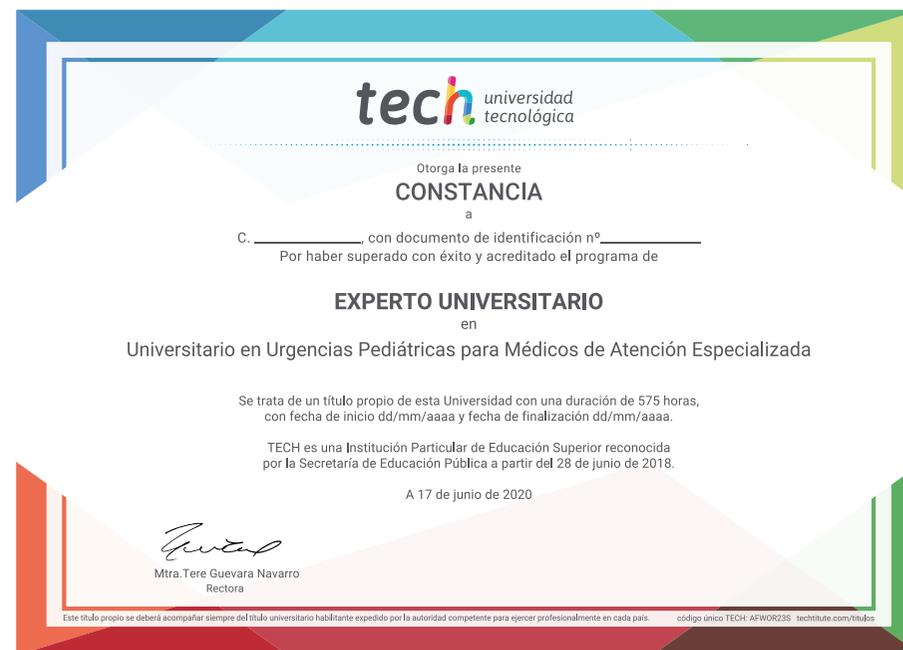 tech universidad
tecnológica
Otorga la presente
CONSTANCIA
a
C. ____________, con documento de identificación nº____________
Por haber superado con éxito y acreditado el programa de
EXPERTO UNIVERSITARIO
en
Universitario en Urgencias Pediátricas para Médicos de Atención Especializada
Se trata de un título propio de esta Universidad con una duración de 575 horas,
con fecha de inicio dd/mm/aaaa y fecha de finalización dd/mm/aaaa.
TECH es una Institución Particular de Educación Superior reconocida
por la Secretaría de Educación Pública a partir del 28 de junio de 2018.
A 17 de junio de 2020
Mtra.Tere Guevara Navarro
Rectora
Este título propio se deberá acompañar siempre del título universitario habilitante expedido por la autoridad competente para ejercer profesionalmente en cada país. código único TECH: AFWOR23S techtitute.com/titulos